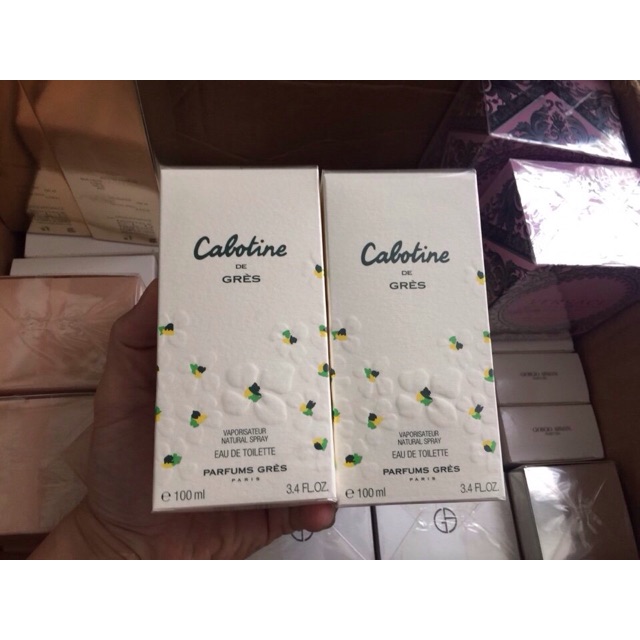 Cabotine
DE
GRÈS
VAPORISATEUR
NATURAL SPRAY
EAU DE TOILETTE
PARFUMS GRÈS
PARIS
e 100 ml 3.4 FL.OZ.
Cabotine
DE
GRÈS
VAPORISATEUR
NATURAL SPRAY
EAU DE TOILETTE
PARFUMS GRÈS
PARIS
e 100 ml 3.4 FL.OZ.
GIORGIO ARMANI
GIORGIO ARMANI